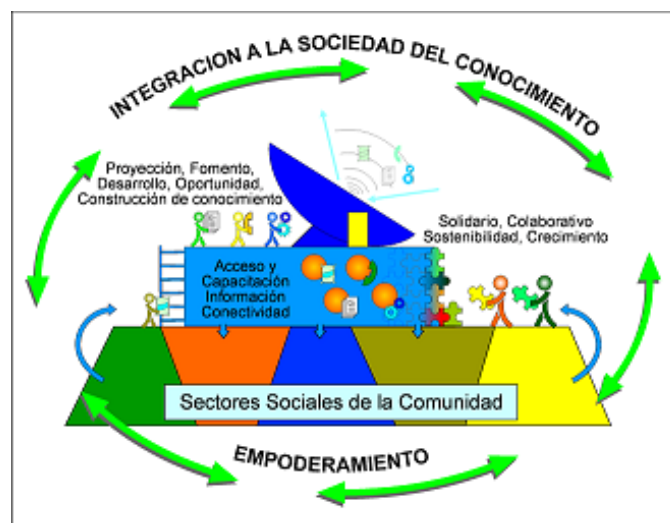 INTEGRACION A LA SOCIEDAD DEL CONOCIMIENTO
Proyección, Fomento,
Desarrollo, Oportunidad,
Construcción de conocimiento
Solidario, Colaborativo
Sostenibilidad, Crecimiento
Acceso y
Capacitación
Información
Conectividad
Sectores Sociales de la Comunidad
EMPODERAMIENTO